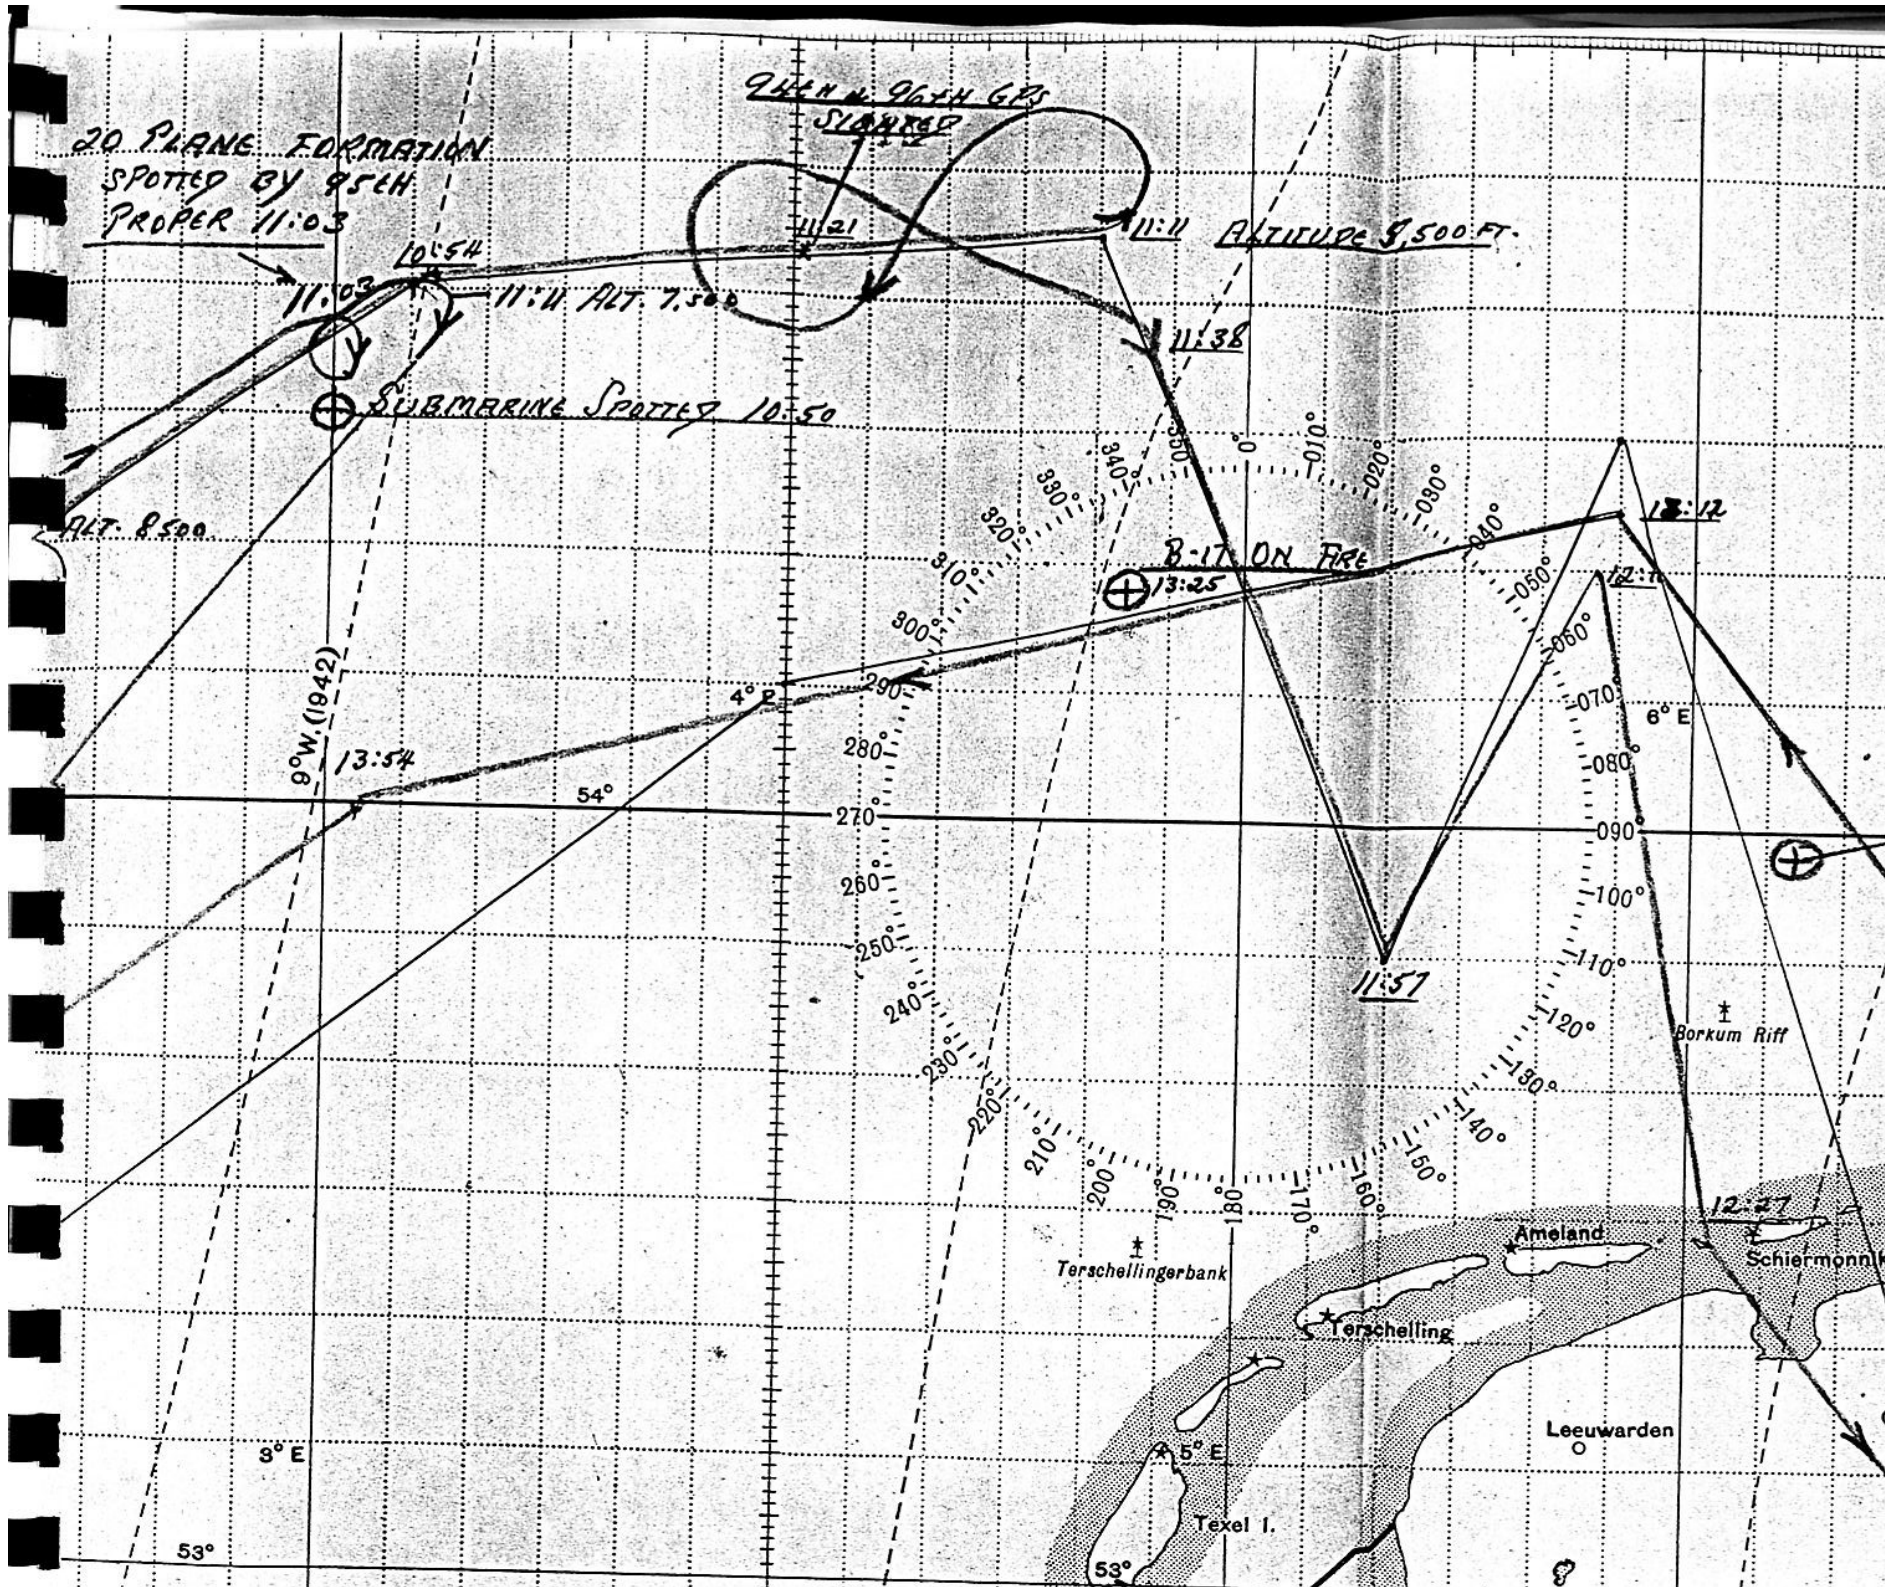 94th & 96th GPS
SIGHTED
20 PLANE FORMATION
SPOTTED BY 95th
PROPER 11:03
10:54
11:21
11:11
ALTITUDE 8,500 FT.
11:03
11:11 ALT. 7,500
11:38
SUBMARINE SPOTTED 10:50
ALT. 8500
B-17 ON FIRE
13:25
13:12
12:11
4° E
6° E
9° W. (1942)
13:54
54°
11:57
0°
010°
020°
030°
040°
050°
060°
070°
080°
090
100°
110°
120°
130°
140°
150°
160°
170°
180
190°
200°
210°
220°
230°
240°
250°
260°
270°
280°
290°
300°
310°
320°
330°
340°
350
Borkum Riff
12:27
Ameland
Schiermonnik
Terschellingerbank
Terschelling
Leeuwarden
3° E
5° E
Texel I.
53°
53°